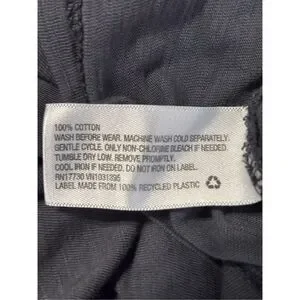 100% COTTON
WASH BEFORE WEAR. MACHINE WASH COLD SEPARATELY.
GENTLE CYCLE. ONLY NON-CHLORINE BLEACH IF NEEDED.
TUMBLE DRY LOW. REMOVE PROMPTLY.
COOL IRON IF NEEDED. DO NOT IRON ON LABEL.
RN17730 VN1031395
LABEL MADE FROM 100% RECYCLED PLASTIC